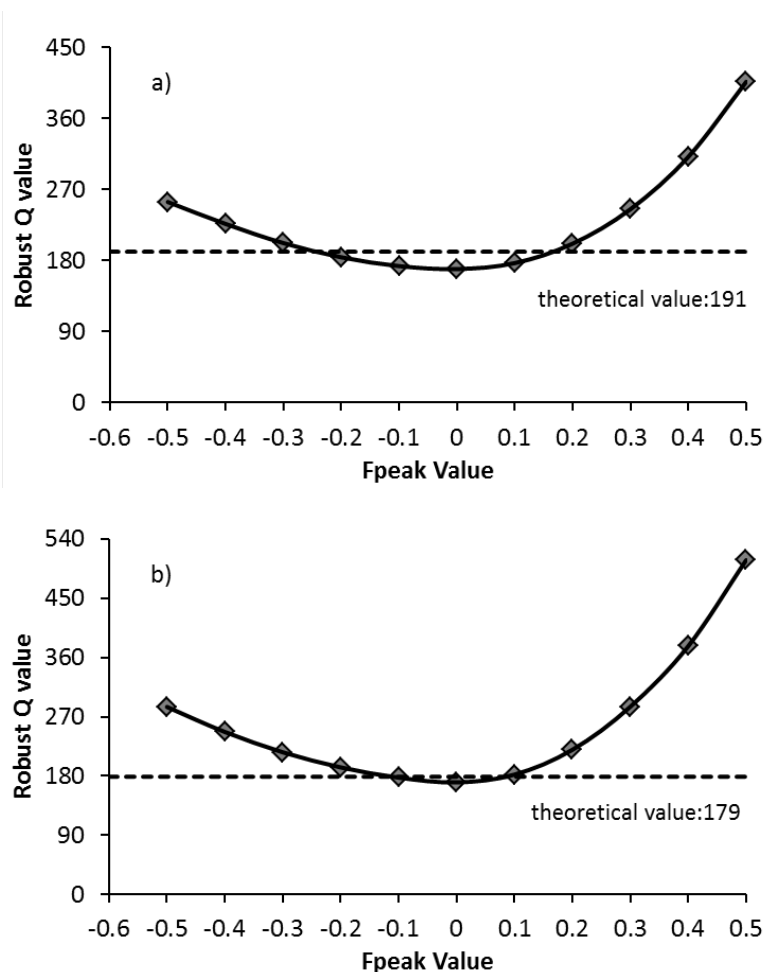 450
a)
360
270
Robust Q value
180
theoretical value:191
90
0
-0.6 -0.5 -0.4 -0.3 -0.2 -0.1 0 0.1 0.2 0.3 0.4 0.5
Fpeak Value
540
b)
450
360
Robust Q value
270
180
theoretical value:179
90
0
-0.6 -0.5 -0.4 -0.3 -0.2 -0.1 0 0.1 0.2 0.3 0.4 0.5
Fpeak Value